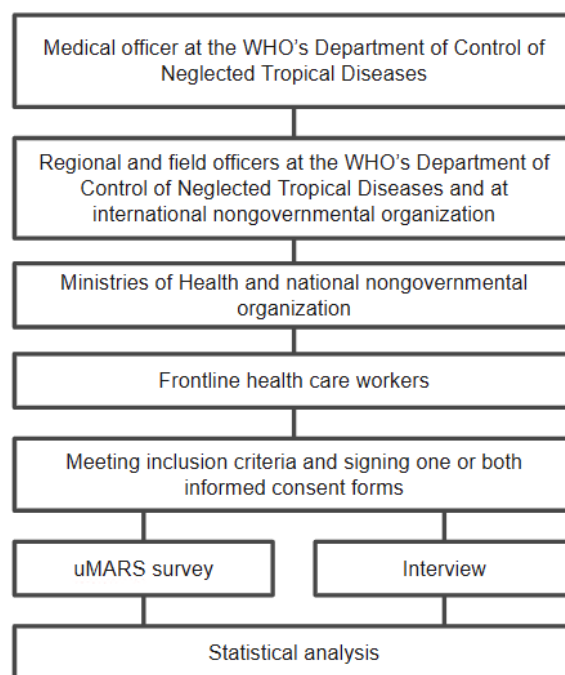 Medical officer at the WHO's Department of Control of
Neglected Tropical Diseases
Regional and field officers at the WHO's Department of
Control of Neglected Tropical Diseases and at
international nongovernmental organization
Ministries of Health and national nongovernmental
organization
Frontline health care workers
Meeting inclusion criteria and signing one or both
informed consent forms
uMARS survey
Interview
Statistical analysis